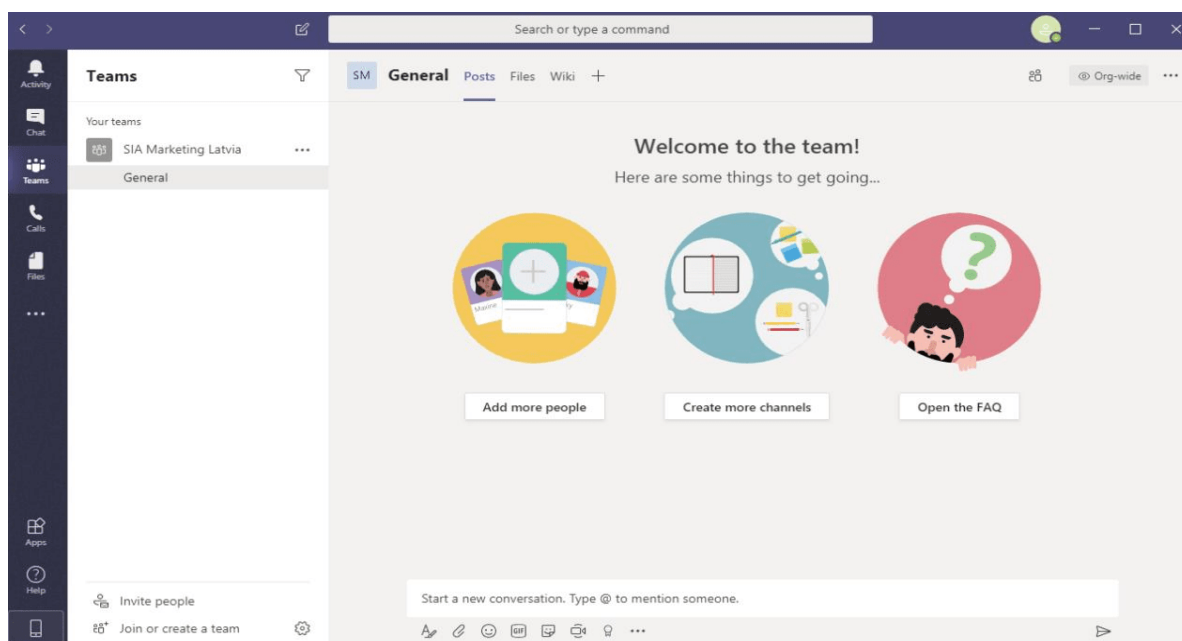 Search or type a command
Activity
Chat
Teams
Calls
Files
Apps
Help
Teams
Your teams
SIA Marketing Latvia
General
Invite people
Join or create a team
SM General Posts Files Wiki
Org-wide
Welcome to the team!
Here are some things to get going...
Maxine
Add more people
Create more channels
Open the FAQ
Start a new conversation. Type @ to mention someone.
GIF